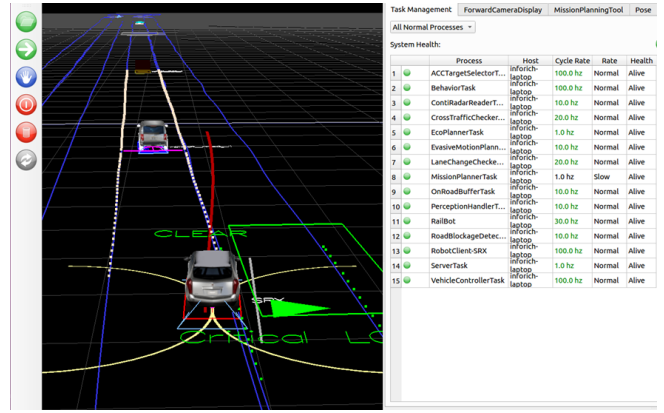 Task Management ForwardCameraDisplay MissionPlanningTool Pose
All Normal Processes
System Health:
Process Host Cycle Rate Rate Health
1 ACCTargetSelectorT... inforich-laptop 100.0 hz Normal Alive
2 BehaviorTask inforich-laptop 100.0 hz Normal Alive
3 ContiRadarReaderT... inforich-laptop 10.0 hz Normal Alive
4 CrossTrafficChecker... inforich-laptop 20.0 hz Normal Alive
5 EcoPlannerTask inforich-laptop 1.0 hz Normal Alive
6 EvasiveMotionPlann... inforich-laptop 10.0 hz Normal Alive
7 LaneChangeChecke... inforich-laptop 20.0 hz Normal Alive
8 MissionPlannerTask inforich-laptop 1.0 hz Slow Alive
9 OnRoadBufferTask inforich-laptop 10.0 hz Normal Alive
10 PerceptionHandlerT... inforich-laptop 10.0 hz Normal Alive
11 RailBot inforich-laptop 30.0 hz Normal Alive
12 RoadBlockageDetec... inforich-laptop 10.0 hz Normal Alive
13 RobotClient-SRX inforich-laptop 100.0 hz Normal Alive
14 ServerTask inforich-laptop 1.0 hz Normal Alive
15 VehicleControllerTask inforich-laptop 100.0 hz Normal Alive
CLEAR
SRX
Critical